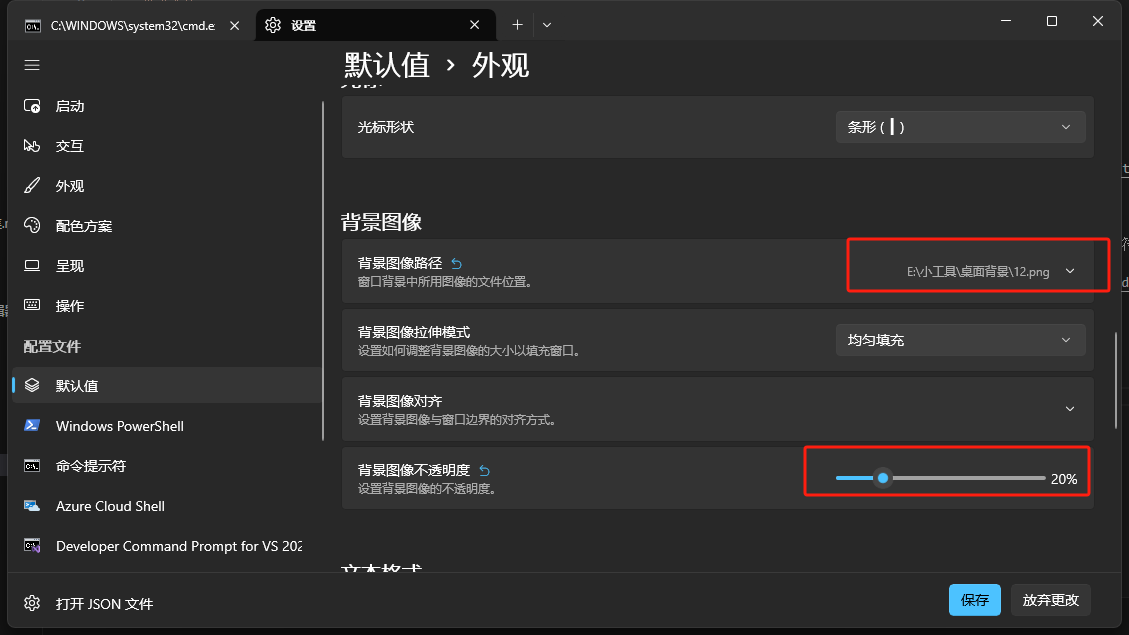 C:\WINDOWS\system32\cmd.e
设置
默认值 › 外观
启动
交互
外观
配色方案
呈现
操作
配置文件
默认值
Windows PowerShell
命令提示符
Azure Cloud Shell
Developer Command Prompt for VS 202
打开 JSON 文件
光标形状
条形 ( ┃ )
背景图像
背景图像路径
窗口背景中所用图像的文件位置。
E:\小工具\桌面背景\12.png
背景图像拉伸模式
设置如何调整背景图像的大小以填充窗口。
均匀填充
背景图像对齐
设置背景图像与窗口边界的对齐方式。
背景图像不透明度
设置背景图像的不透明度。
20%
文本格式
保存
放弃更改